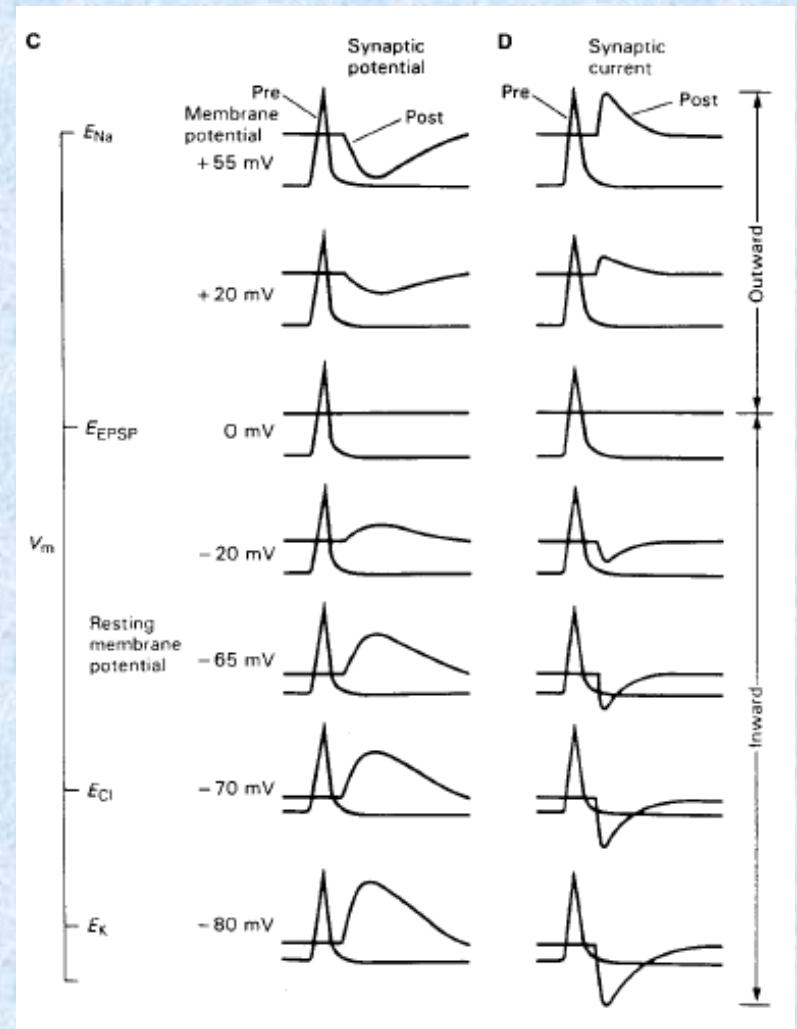 C
Synaptic
potential
D
Synaptic
current
Pre
Membrane
potential
Post
Pre
Post
E_Na
+55 mV
+20 mV
Outward
E_EPSP
0 mV
V_m
−20 mV
Resting
membrane
potential
−65 mV
Inward
E_Cl
−70 mV
E_K
−80 mV